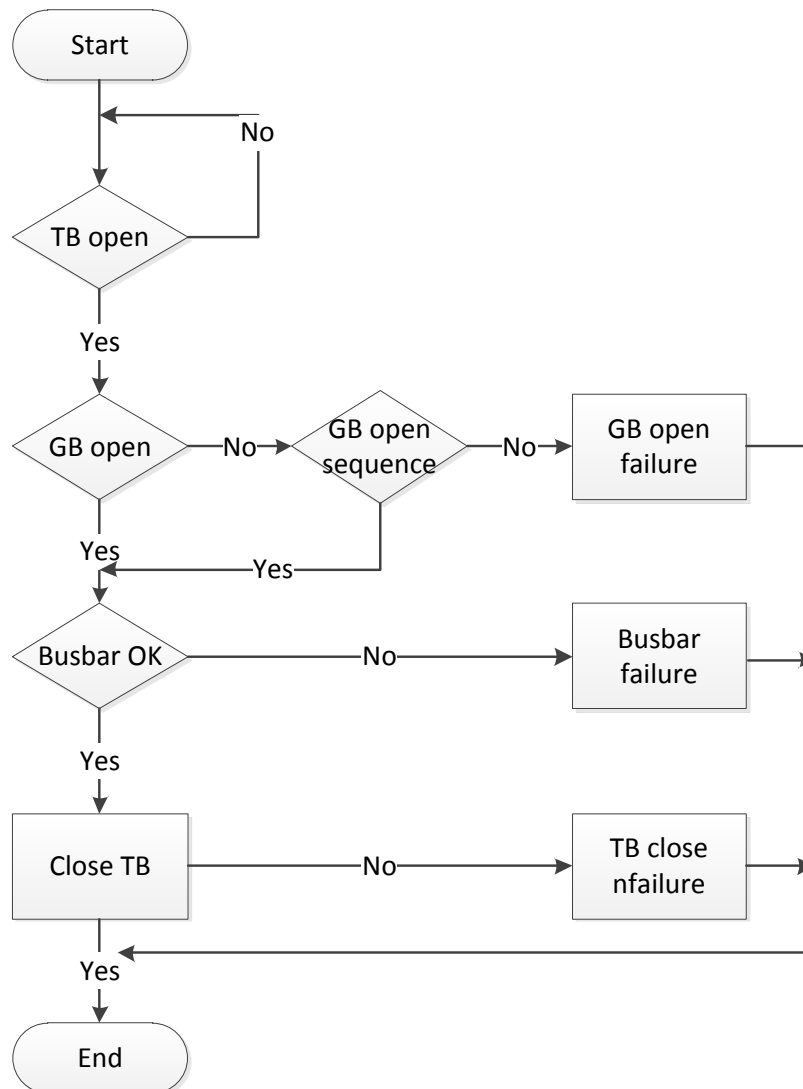 Start
No
TB open
Yes
GB open
No
GB open
sequence
No
GB open
failure
Yes
Yes
Busbar OK
No
Busbar
failure
Yes
Close TB
No
TB close
nfailure
Yes
End